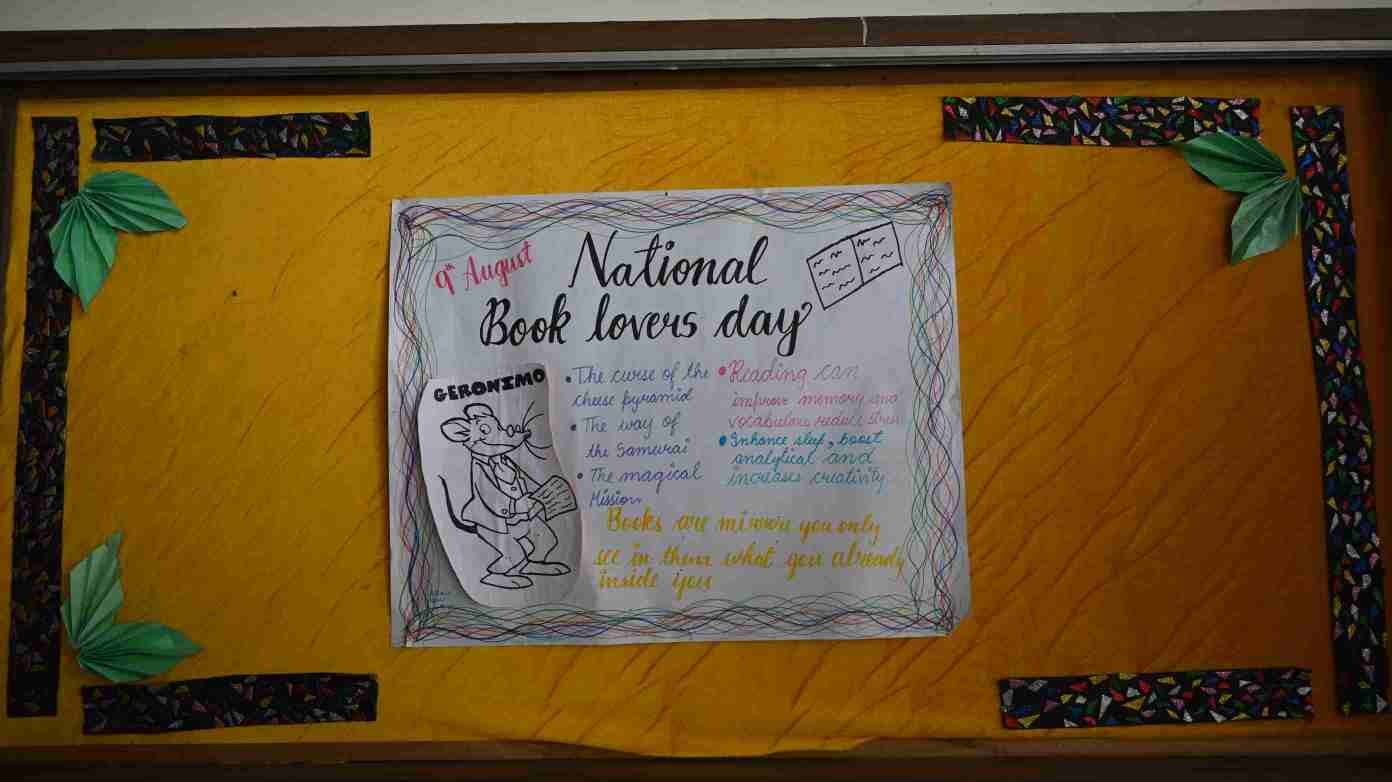 9th August
National
Book lovers day
GERONIMO
• The curse of the
cheese pyramid
• The way of
the Samurai
• The magical
Mission
• Reading can
improve memory and
vocabulary reduce stress
• Enhance sleep, boost
analytical and
increases creativity
Books are mirror you only
see in them what you already
inside you